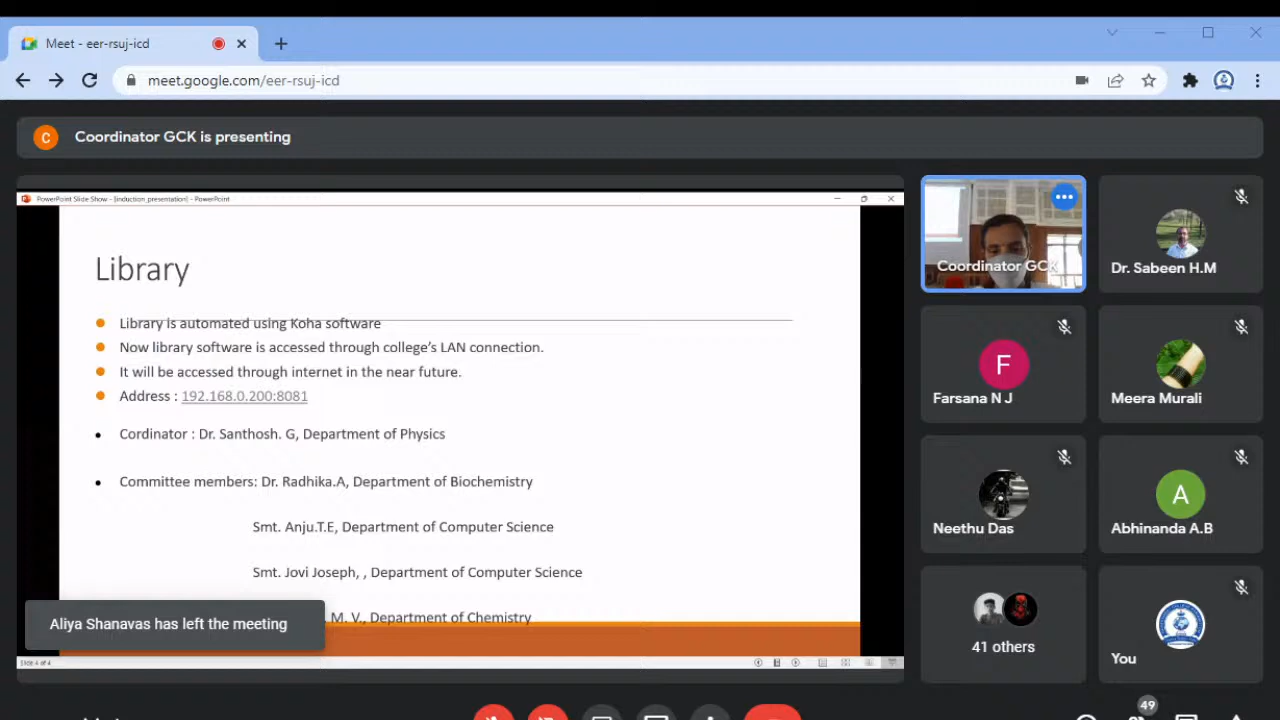 Meet - eer-rsuj-icd
meet.google.com/eer-rsuj-icd
C
Coordinator GCK is presenting
PowerPoint Slide Show - [induction_presentation] - PowerPoint
Library
Library is automated using Koha software
Now library software is accessed through college's LAN connection.
It will be accessed through internet in the near future.
Address : 192.168.0.200:8081
Cordinator : Dr. Santhosh. G, Department of Physics
Committee members: Dr. Radhika.A, Department of Biochemistry
Smt. Anju.T.E, Department of Computer Science
Smt. Jovi Joseph, , Department of Computer Science
M. V., Department of Chemistry
Aliya Shanavas has left the meeting
Slide 4 of 4
Coordinator GCK
Dr. Sabeen H.M
F
Farsana N J
Meera Murali
Neethu Das
A
Abhinanda A.B
41 others
You
49